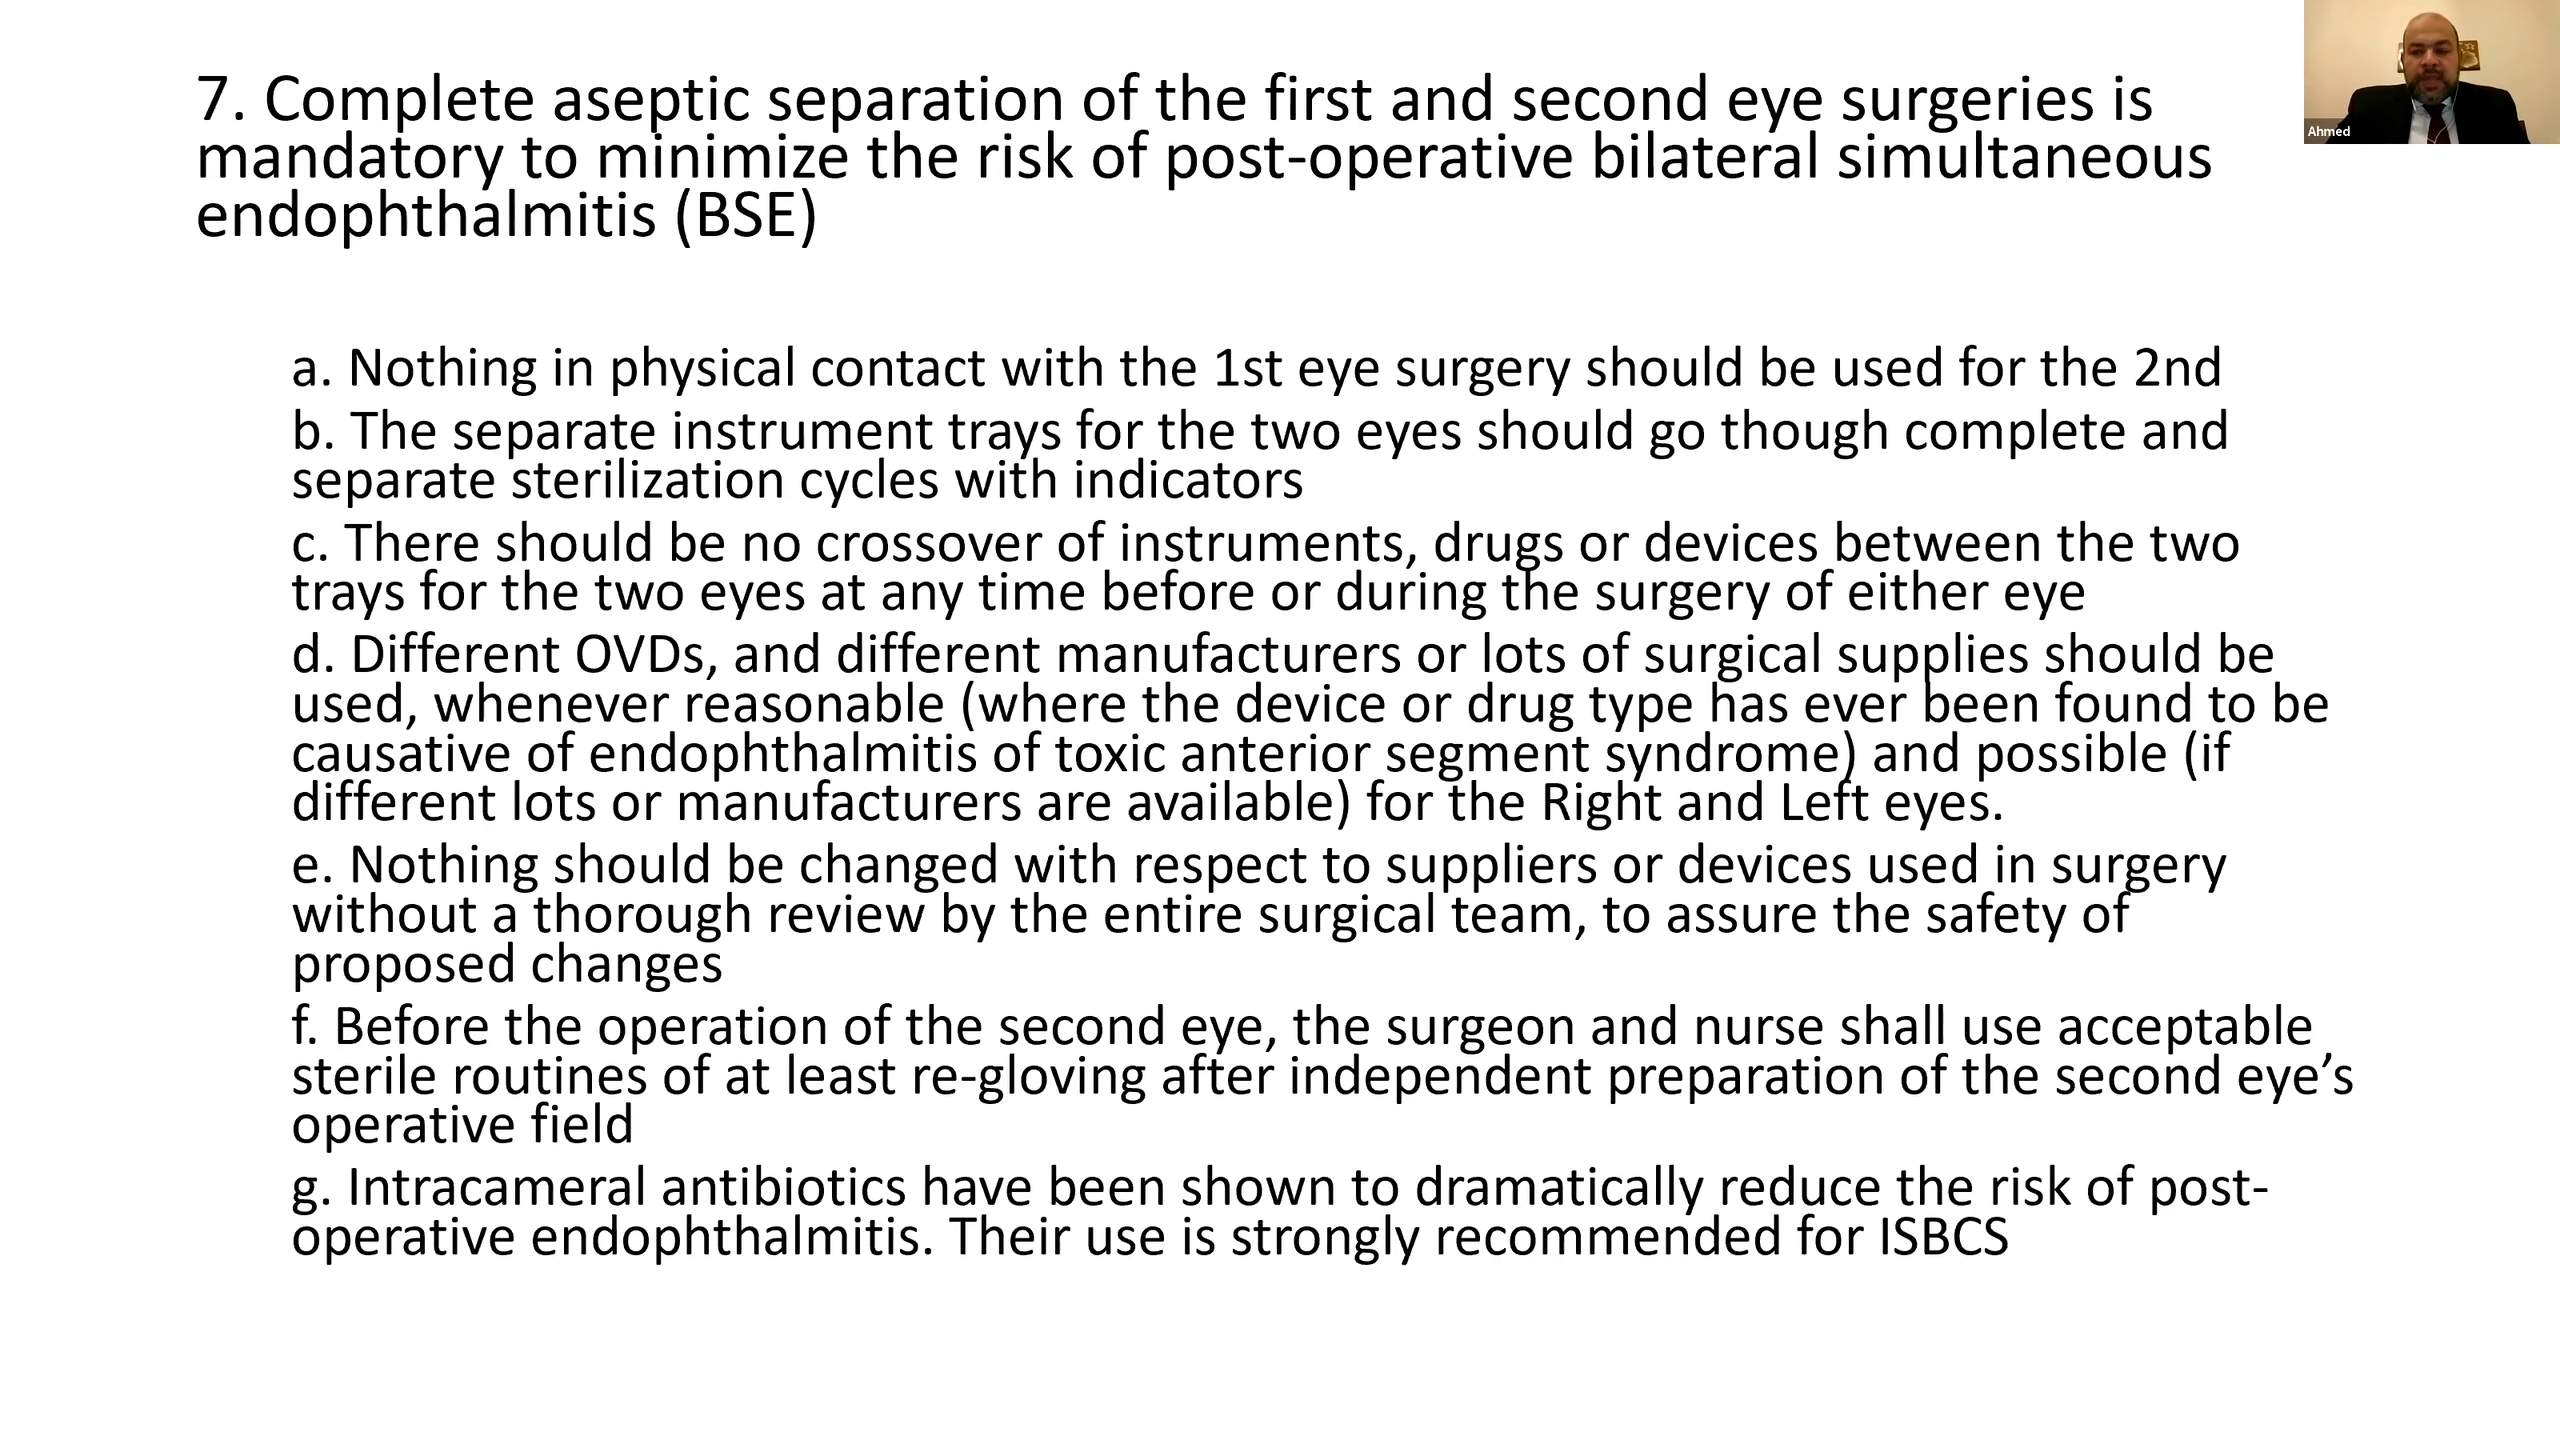 7. Complete aseptic separation of the first and second eye surgeries is
mandatory to minimize the risk of post-operative bilateral simultaneous
endophthalmitis (BSE)
Ahmed
a. Nothing in physical contact with the 1st eye surgery should be used for the 2nd
b. The separate instrument trays for the two eyes should go though complete and
separate sterilization cycles with indicators
c. There should be no crossover of instruments, drugs or devices between the two
trays for the two eyes at any time before or during the surgery of either eye
d. Different OVDs, and different manufacturers or lots of surgical supplies should be
used, whenever reasonable (where the device or drug type has ever been found to be
causative of endophthalmitis of toxic anterior segment syndrome) and possible (if
different lots or manufacturers are available) for the Right and Left eyes.
e. Nothing should be changed with respect to suppliers or devices used in surgery
without a thorough review by the entire surgical team, to assure the safety of
proposed changes
f. Before the operation of the second eye, the surgeon and nurse shall use acceptable
sterile routines of at least re-gloving after independent preparation of the second eye’s
operative field
g. Intracameral antibiotics have been shown to dramatically reduce the risk of post-
operative endophthalmitis. Their use is strongly recommended for ISBCS